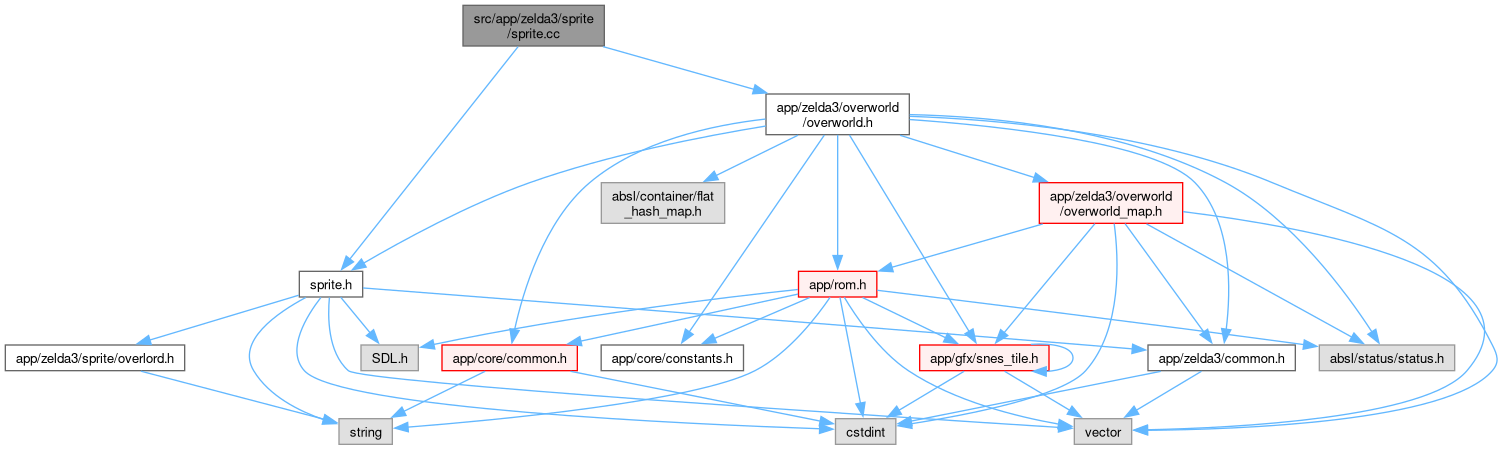 src/app/zelda3/sprite
/sprite.cc
app/zelda3/overworld
/overworld.h
absl/container/flat
_hash_map.h
app/zelda3/overworld
/overworld_map.h
sprite.h
app/rom.h
app/zelda3/sprite/overlord.h
SDL.h
app/core/common.h
app/core/constants.h
app/gfx/snes_tile.h
app/zelda3/common.h
absl/status/status.h
string
cstdint
vector